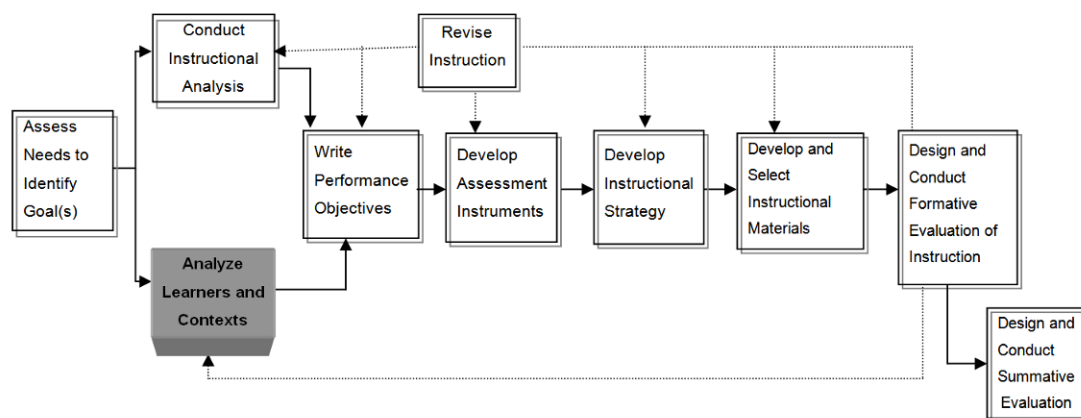 Conduct
Instructional
Analysis
Revise
Instruction
Assess
Needs to
Identify
Goal(s)
Write
Performance
Objectives
Develop
Assessment
Instruments
Develop
Instructional
Strategy
Develop and
Select
Instructional
Materials
Design and
Conduct
Formative
Evaluation of
Instruction
Analyze
Learners and
Contexts
Design and
Conduct
Summative
Evaluation